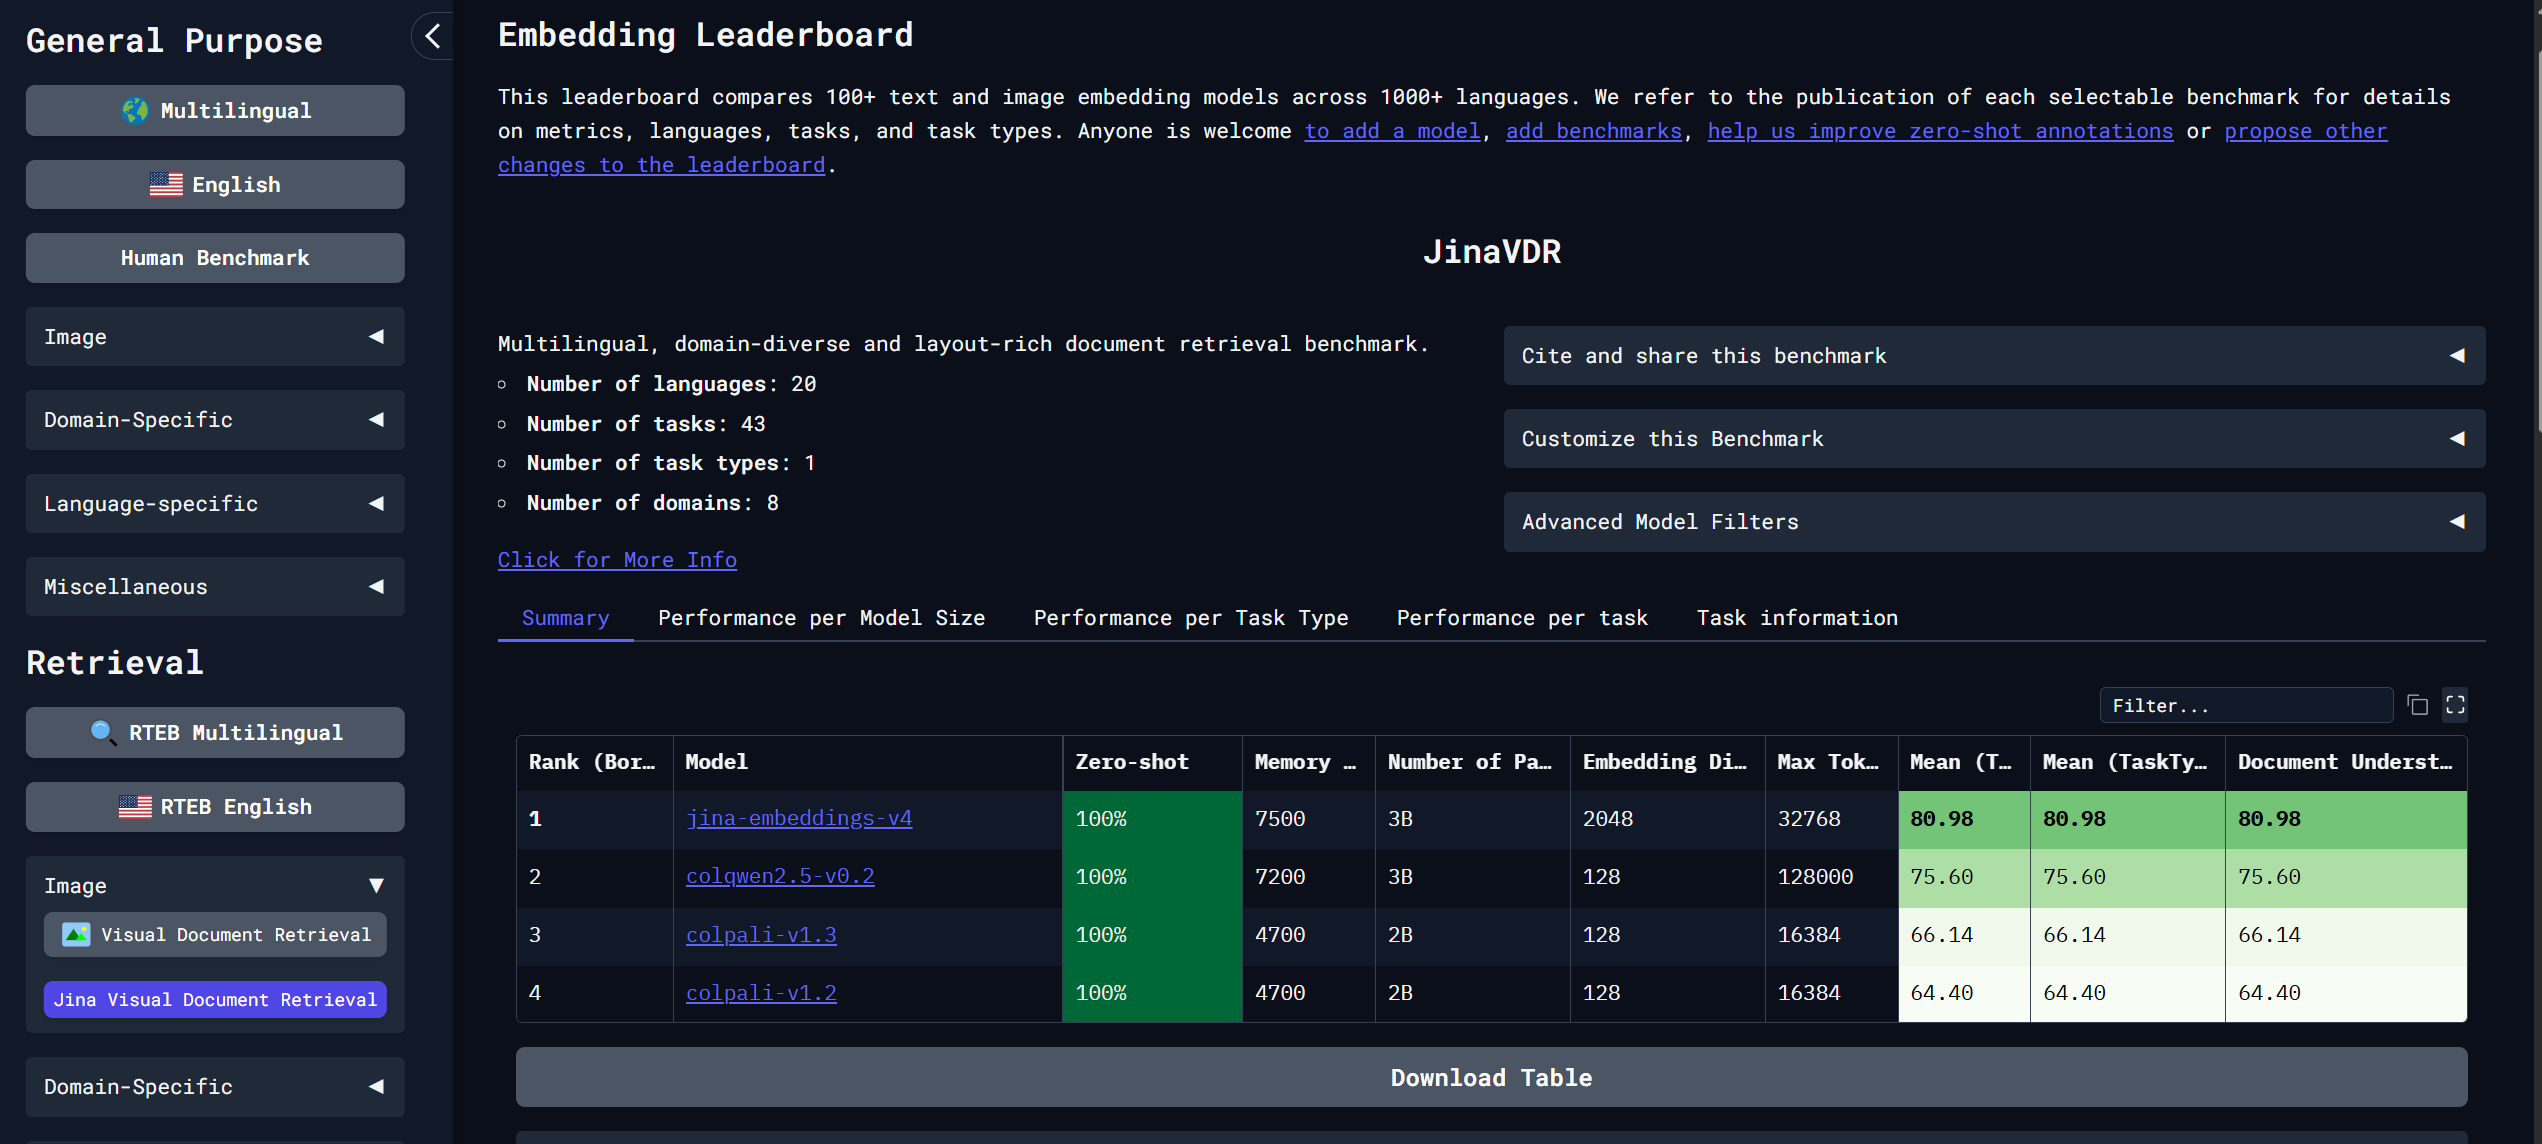 General Purpose
Multilingual
English
Human Benchmark
Image
Domain-Specific
Language-specific
Miscellaneous
Retrieval
RTEB Multilingual
RTEB English
Image
Visual Document Retrieval
Jina Visual Document Retrieval
Domain-Specific
Embedding Leaderboard
This leaderboard compares 100+ text and image embedding models across 1000+ languages. We refer to the publication of each selectable benchmark for details
on metrics, languages, tasks, and task types. Anyone is welcome to add a model, add benchmarks, help us improve zero-shot annotations or propose other
changes to the leaderboard.
JinaVDR
Multilingual, domain-diverse and layout-rich document retrieval benchmark.
Number of languages: 20
Number of tasks: 43
Number of task types: 1
Number of domains: 8
Click for More Info
Cite and share this benchmark
Customize this Benchmark
Advanced Model Filters
Summary Performance per Model Size Performance per Task Type Performance per task Task information
Filter...
Rank (Bor… Model Zero-shot Memory … Number of Pa… Embedding Di… Max Tok… Mean (T… Mean (TaskTy… Document Underst…
1 jina-embeddings-v4 100% 7500 3B 2048 32768 80.98 80.98 80.98
2 colqwen2.5-v0.2 100% 7200 3B 128 128000 75.60 75.60 75.60
3 colpali-v1.3 100% 4700 2B 128 16384 66.14 66.14 66.14
4 colpali-v1.2 100% 4700 2B 128 16384 64.40 64.40 64.40
Download Table